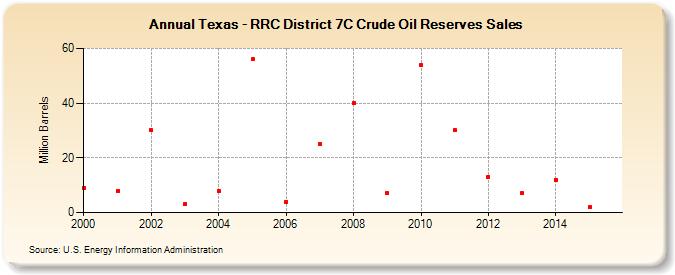 Annual Texas - RRC District 7C Crude Oil Reserves Sales
Million Barrels
60
40
20
0
2000 2002 2004 2006 2008 2010 2012 2014
Source: U.S. Energy Information Administration